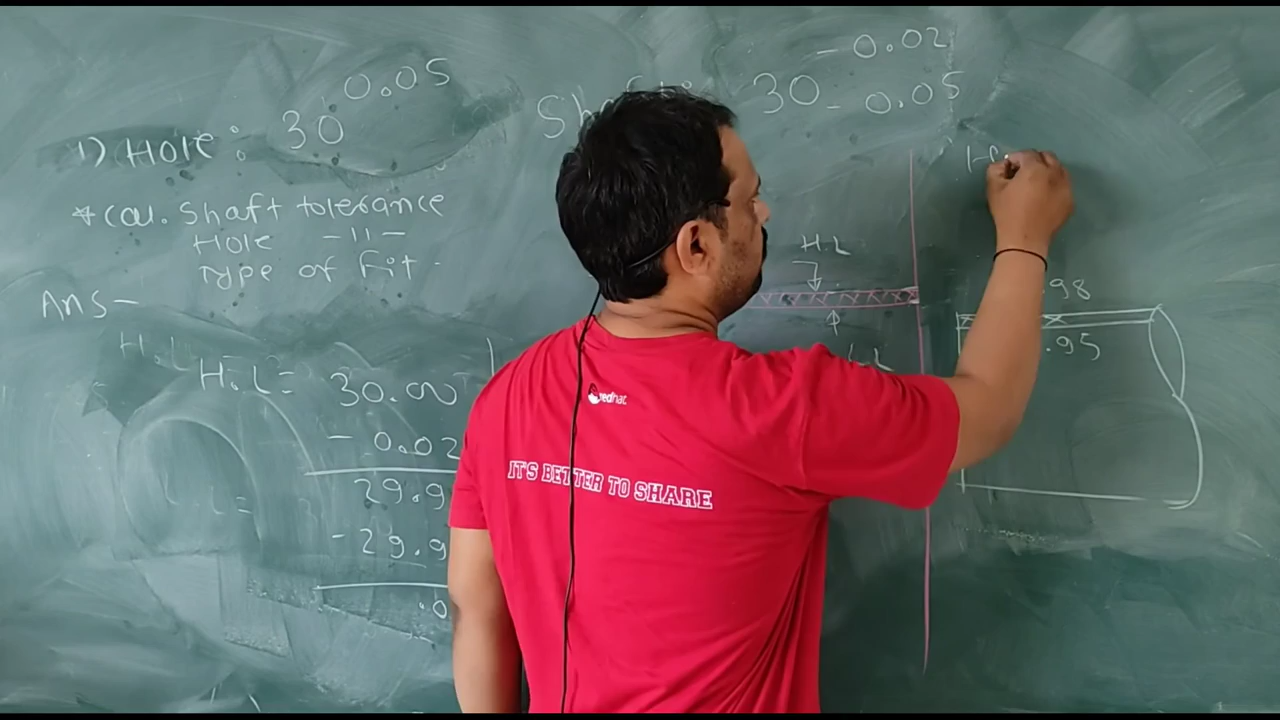 0.05
1) Hole : 30
* Cal. Shaft tolerance
Hole -11-
Type of Fit -
Ans -
H.L = 30.00
- 0.02
29.9
- 29.9
.0
-0.02
30 -0.05
H.L
.98
.95
redhat.
IT'S BETTER TO SHARE